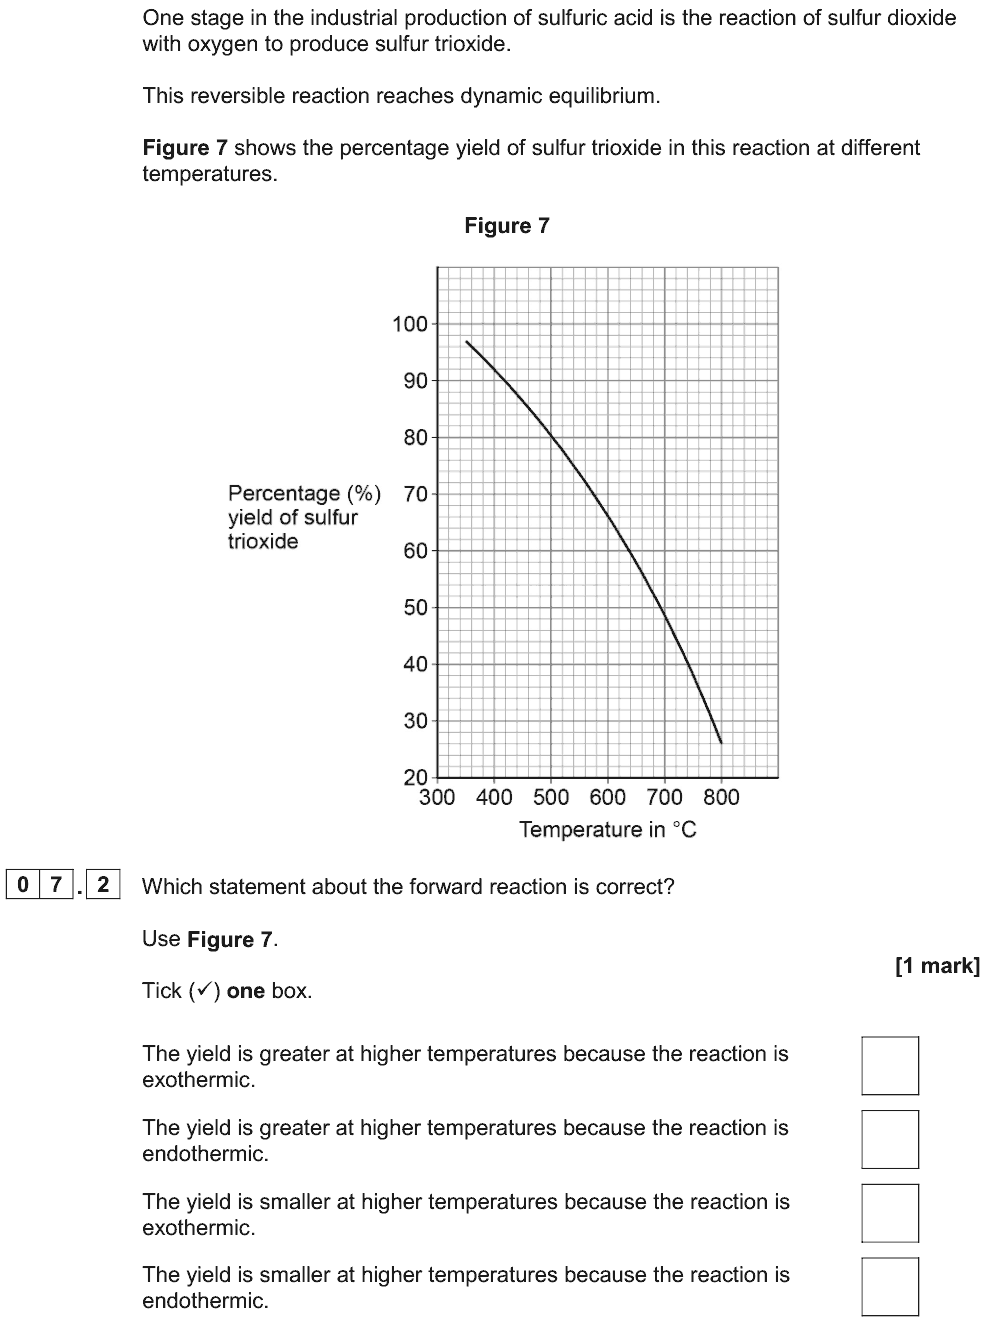 One stage in the industrial production of sulfuric acid is the reaction of sulfur dioxide
with oxygen to produce sulfur trioxide.
This reversible reaction reaches dynamic equilibrium.
Figure 7 shows the percentage yield of sulfur trioxide in this reaction at different
temperatures.
Figure 7
100
90
80
Percentage (%) 70
yield of sulfur
trioxide
60
50
40
30
20
300 400 500 600 700 800
Temperature in °C
0 7 . 2 Which statement about the forward reaction is correct?
Use Figure 7.
[1 mark]
Tick (✓) one box.
The yield is greater at higher temperatures because the reaction is
exothermic.
The yield is greater at higher temperatures because the reaction is
endothermic.
The yield is smaller at higher temperatures because the reaction is
exothermic.
The yield is smaller at higher temperatures because the reaction is
endothermic.